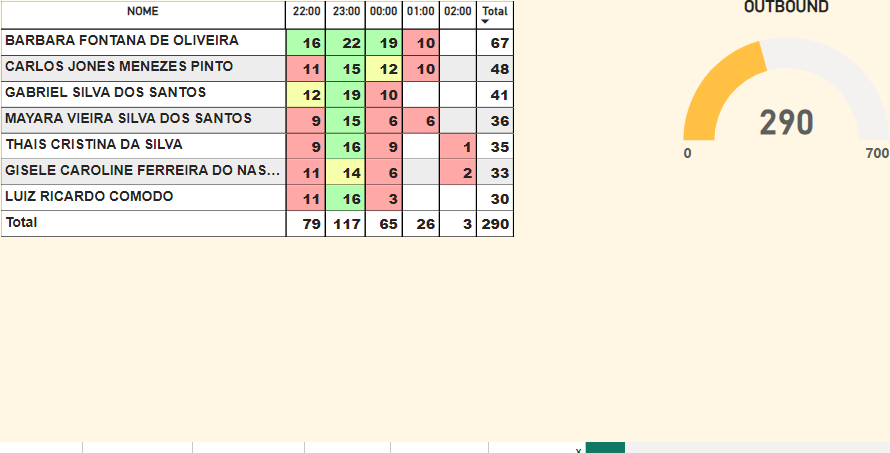 NOME 22:00 23:00 00:00 01:00 02:00 Total
BARBARA FONTANA DE OLIVEIRA 16 22 19 10 67
CARLOS JONES MENEZES PINTO 11 15 12 10 48
GABRIEL SILVA DOS SANTOS 12 19 10 41
MAYARA VIEIRA SILVA DOS SANTOS 9 15 6 6 36
THAIS CRISTINA DA SILVA 9 16 9 1 35
GISELE CAROLINE FERREIRA DO NAS... 11 14 6 2 33
LUIZ RICARDO COMODO 11 16 3 30
Total 79 117 65 26 3 290
OUTBOUND
290
0 700
x